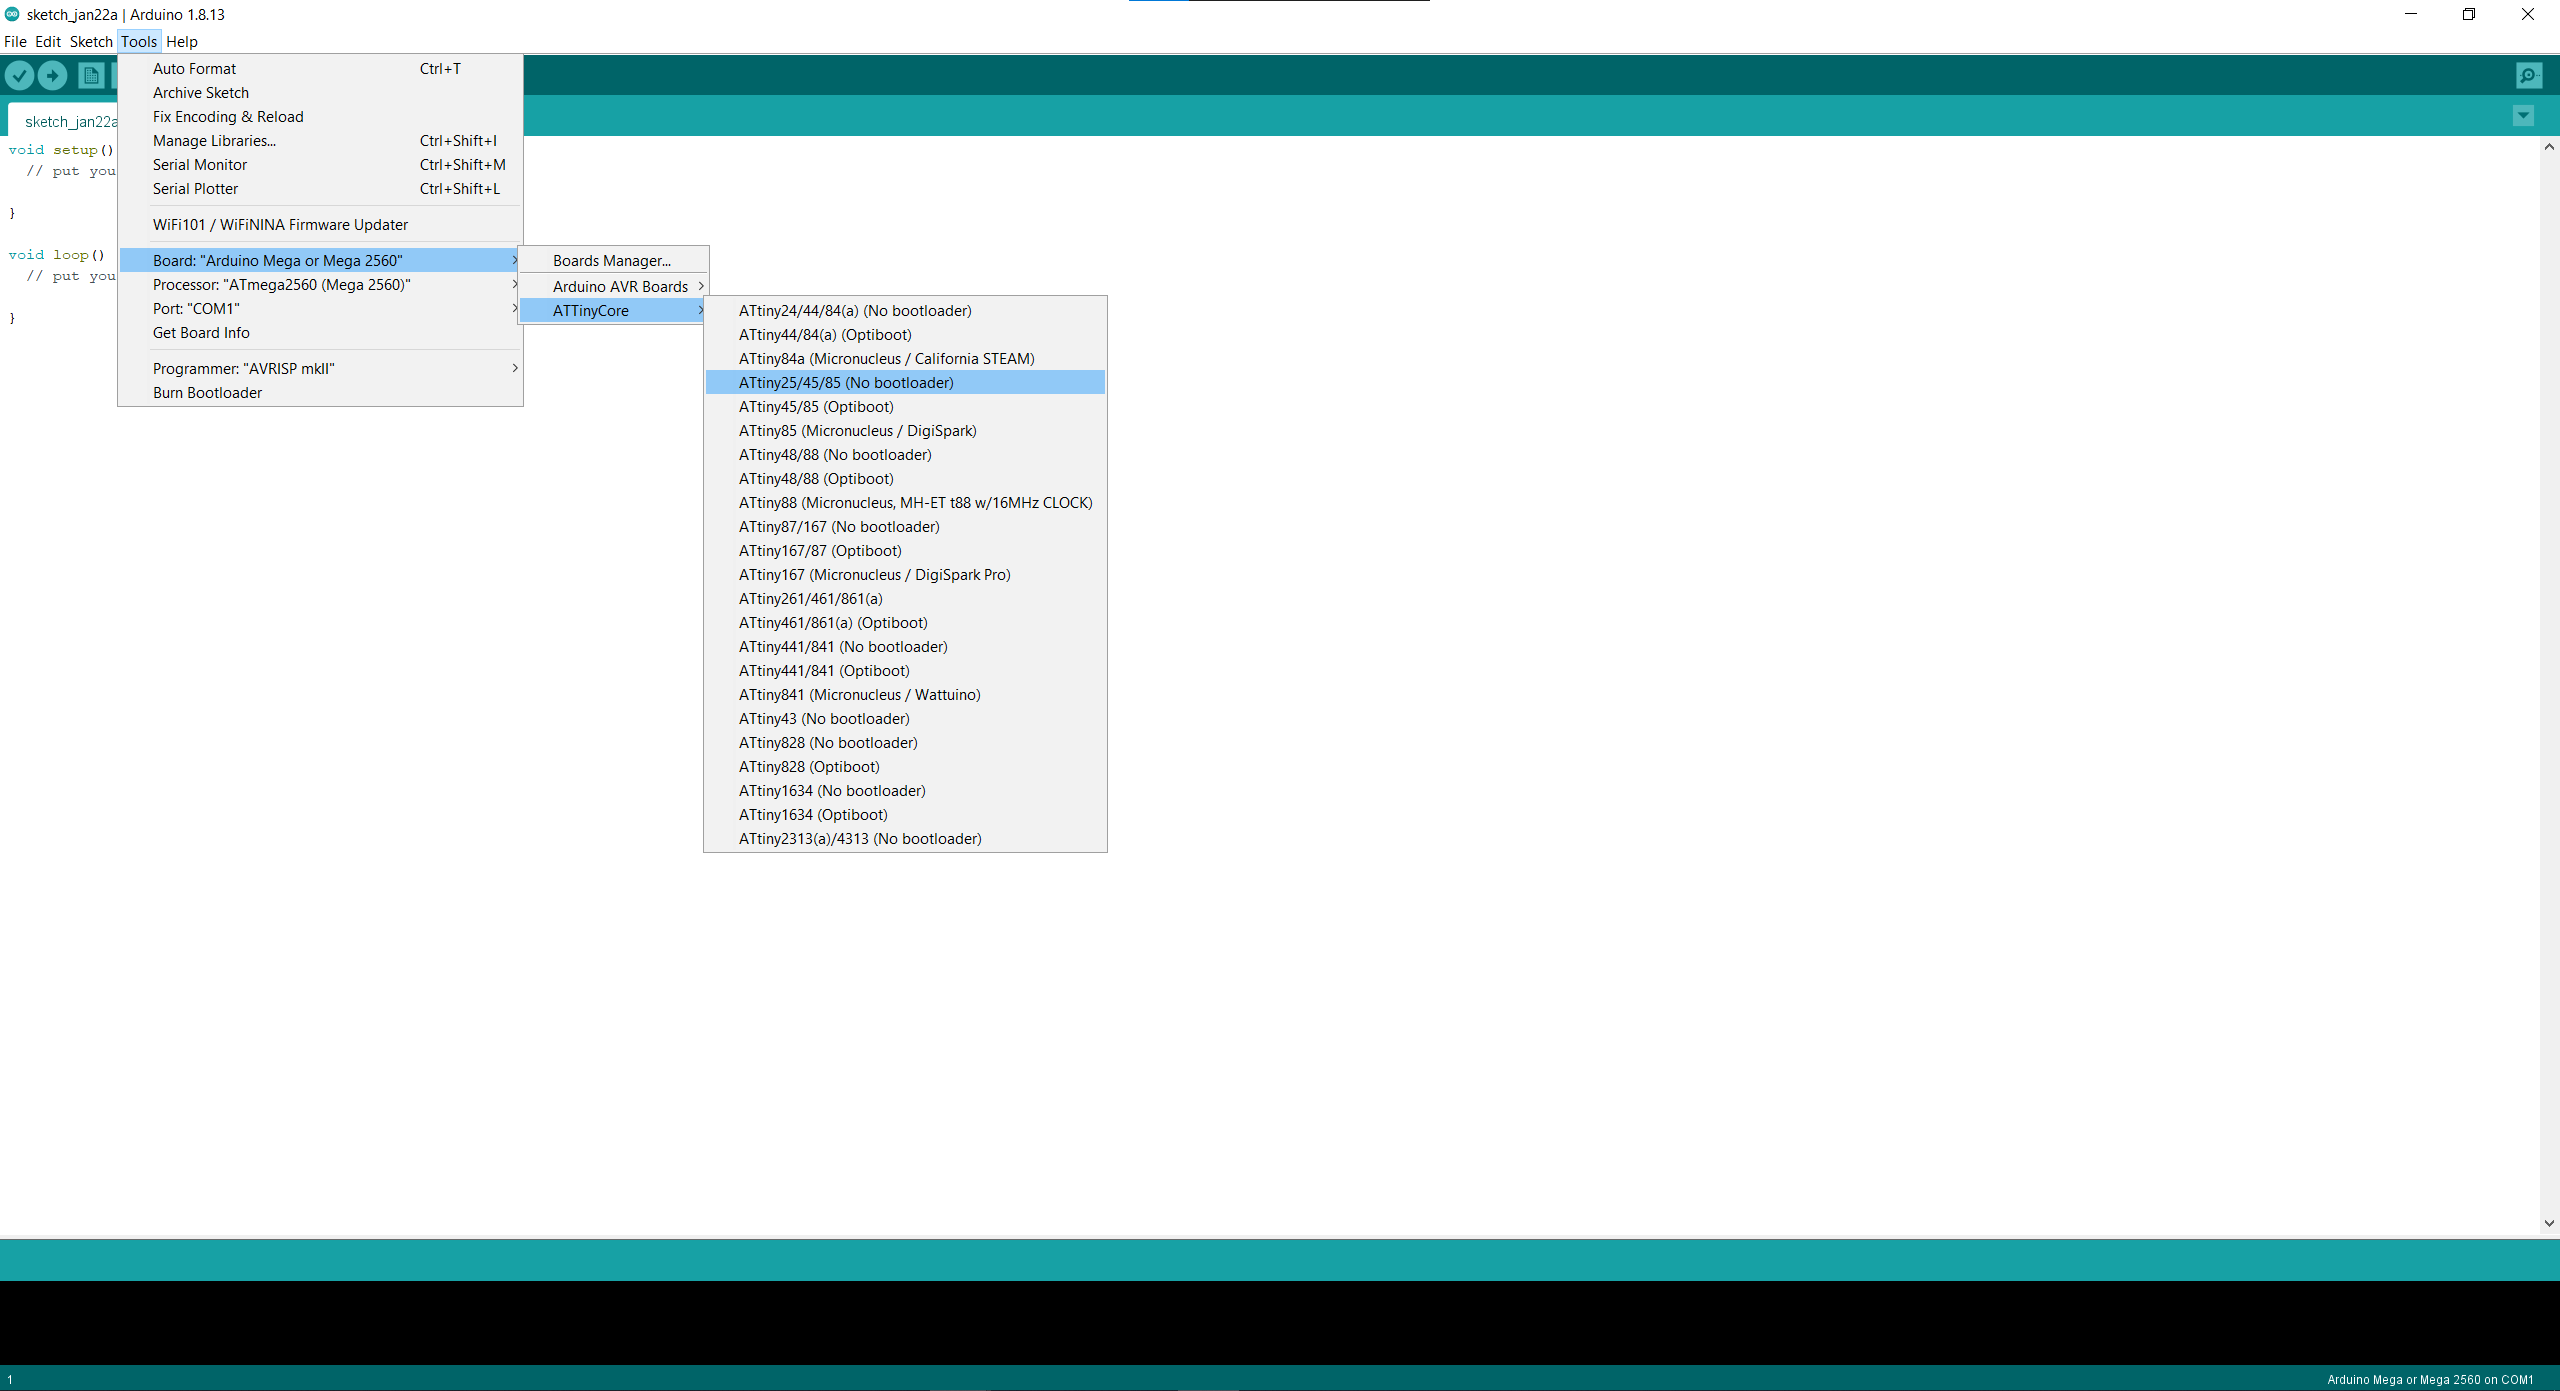 sketch_jan22a | Arduino 1.8.13
File Edit Sketch Tools Help
sketch_jan22a
void setup()
// put you
}
void loop()
// put you
}
Auto Format Ctrl+T
Archive Sketch
Fix Encoding & Reload
Manage Libraries... Ctrl+Shift+I
Serial Monitor Ctrl+Shift+M
Serial Plotter Ctrl+Shift+L
WiFi101 / WiFiNINA Firmware Updater
Board: "Arduino Mega or Mega 2560"
Processor: "ATmega2560 (Mega 2560)"
Port: "COM1"
Get Board Info
Programmer: "AVRISP mkII"
Burn Bootloader
Boards Manager...
Arduino AVR Boards
ATTinyCore
ATtiny24/44/84(a) (No bootloader)
ATtiny44/84(a) (Optiboot)
ATtiny84a (Micronucleus / California STEAM)
ATtiny25/45/85 (No bootloader)
ATtiny45/85 (Optiboot)
ATtiny85 (Micronucleus / DigiSpark)
ATtiny48/88 (No bootloader)
ATtiny48/88 (Optiboot)
ATtiny88 (Micronucleus, MH-ET t88 w/16MHz CLOCK)
ATtiny87/167 (No bootloader)
ATtiny167/87 (Optiboot)
ATtiny167 (Micronucleus / DigiSpark Pro)
ATtiny261/461/861(a)
ATtiny461/861(a) (Optiboot)
ATtiny441/841 (No bootloader)
ATtiny441/841 (Optiboot)
ATtiny841 (Micronucleus / Wattuino)
ATtiny43 (No bootloader)
ATtiny828 (No bootloader)
ATtiny828 (Optiboot)
ATtiny1634 (No bootloader)
ATtiny1634 (Optiboot)
ATtiny2313(a)/4313 (No bootloader)
1
Arduino Mega or Mega 2560 on COM1